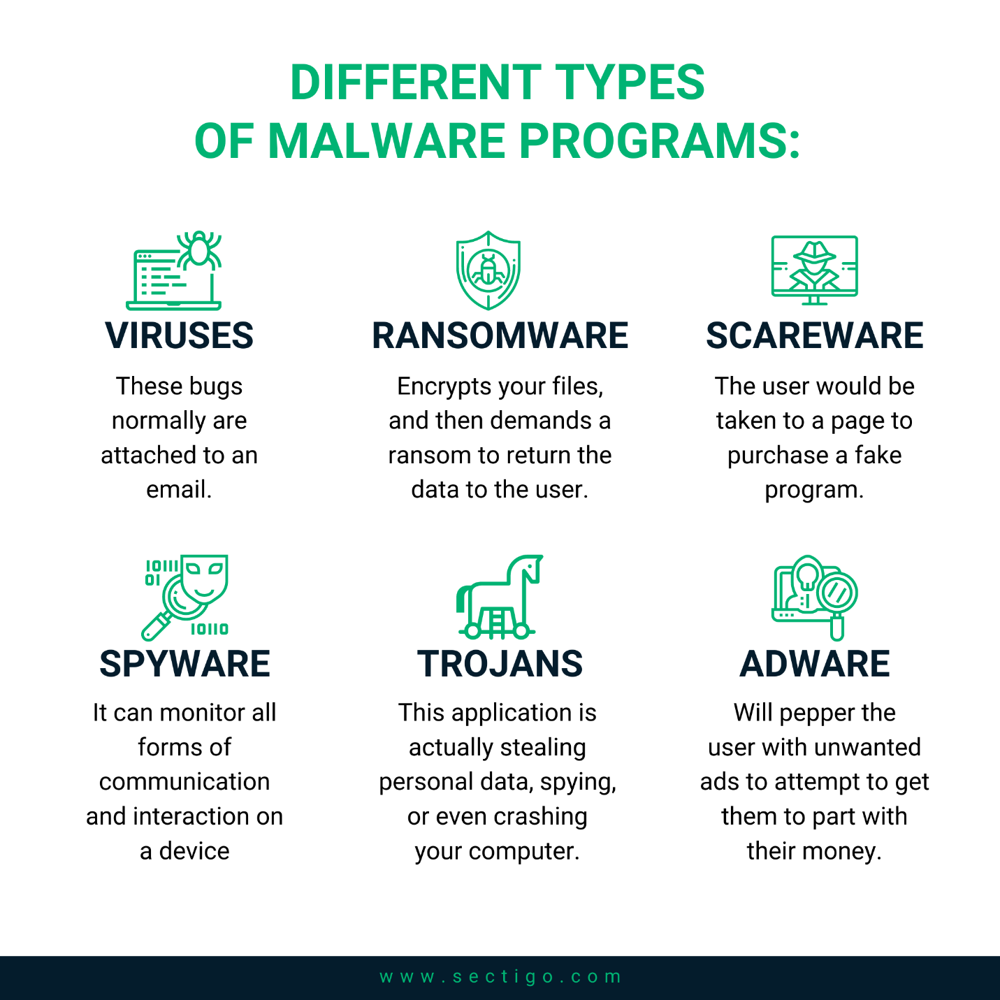 DIFFERENT TYPES
OF MALWARE PROGRAMS:
VIRUSES
These bugs
normally are
attached to an
email.
RANSOMWARE
Encrypts your files,
and then demands a
ransom to return the
data to the user.
SCAREWARE
The user would be
taken to a page to
purchase a fake
program.
10111
01
10110
SPYWARE
It can monitor all
forms of
communication
and interaction on
a device
TROJANS
This application is
actually stealing
personal data, spying,
or even crashing
your computer.
ADWARE
Will pepper the
user with unwanted
ads to attempt to get
them to part with
their money.
www.sectigo.com